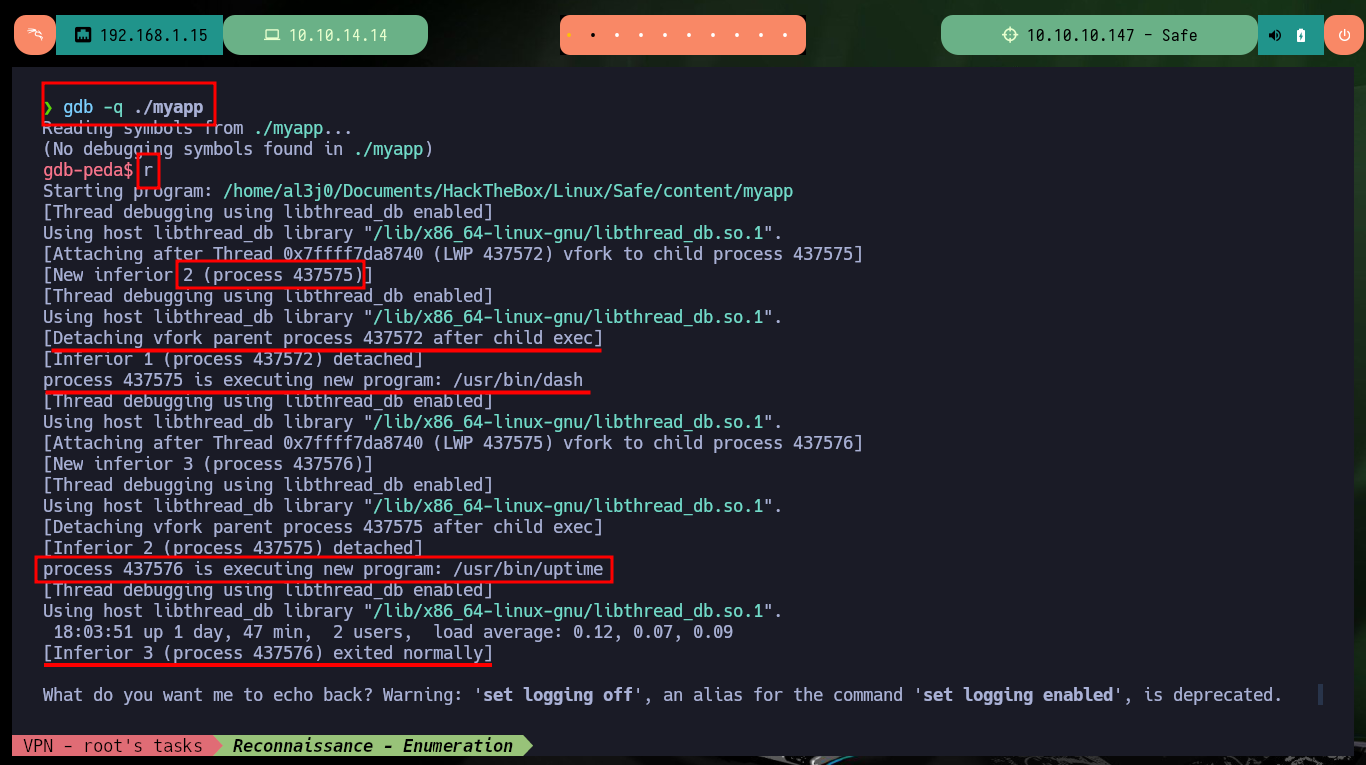 192.168.1.15
10.10.14.14
10.10.10.147 - Safe
❯ gdb -q ./myapp
Reading symbols from ./myapp...
(No debugging symbols found in ./myapp)
gdb-peda$ r
Starting program: /home/al3j0/Documents/HackTheBox/Linux/Safe/content/myapp
[Thread debugging using libthread_db enabled]
Using host libthread_db library "/lib/x86_64-linux-gnu/libthread_db.so.1".
[Attaching after Thread 0x7ffff7da8740 (LWP 437572) vfork to child process 437575]
[New inferior 2 (process 437575)]
[Thread debugging using libthread_db enabled]
Using host libthread_db library "/lib/x86_64-linux-gnu/libthread_db.so.1".
[Detaching vfork parent process 437572 after child exec]
[Inferior 1 (process 437572) detached]
process 437575 is executing new program: /usr/bin/dash
[Thread debugging using libthread_db enabled]
Using host libthread_db library "/lib/x86_64-linux-gnu/libthread_db.so.1".
[Attaching after Thread 0x7ffff7da8740 (LWP 437575) vfork to child process 437576]
[New inferior 3 (process 437576)]
[Thread debugging using libthread_db enabled]
Using host libthread_db library "/lib/x86_64-linux-gnu/libthread_db.so.1".
[Detaching vfork parent process 437575 after child exec]
[Inferior 2 (process 437575) detached]
process 437576 is executing new program: /usr/bin/uptime
[Thread debugging using libthread_db enabled]
Using host libthread_db library "/lib/x86_64-linux-gnu/libthread_db.so.1".
18:03:51 up 1 day, 47 min,  2 users,  load average: 0.12, 0.07, 0.09
[Inferior 3 (process 437576) exited normally]
What do you want me to echo back? Warning: 'set logging off', an alias for the command 'set logging enabled', is deprecated.
VPN - root's tasks
Reconnaissance - Enumeration